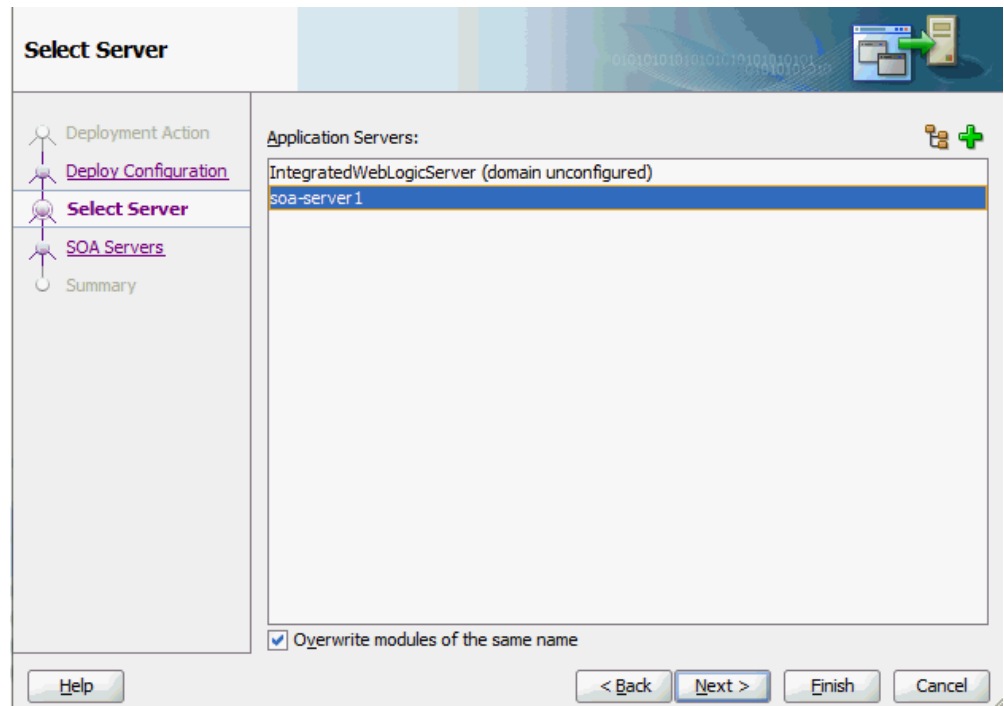 Select Server
Deployment Action
Deploy Configuration
Select Server
SOA Servers
Summary
Application Servers:
IntegratedWebLogicServer (domain unconfigured)
soa-server1
Overwrite modules of the same name
Help
< Back
Next >
Finish
Cancel